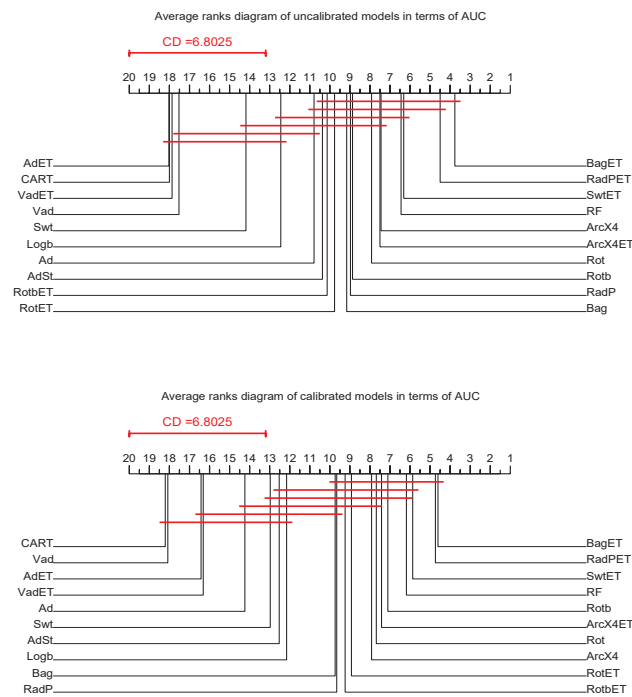 Average ranks diagram of uncalibrated models in terms of AUC
CD =6.8025
20 19 18 17 16 15 14 13 12 11 10 9 8 7 6 5 4 3 2 1
AdET BagET
CART RadPET
VadET SwtET
Vad RF
Swt ArcX4
Logb ArcX4ET
Ad Rot
AdSt Rotb
RotbET RadP
RotET Bag
Average ranks diagram of calibrated models in terms of AUC
CD =6.8025
20 19 18 17 16 15 14 13 12 11 10 9 8 7 6 5 4 3 2 1
CART BagET
Vad RadPET
AdET SwtET
VadET RF
Ad Rotb
Swt ArcX4ET
AdSt Rot
Logb ArcX4
Bag RotET
RadP RotbET